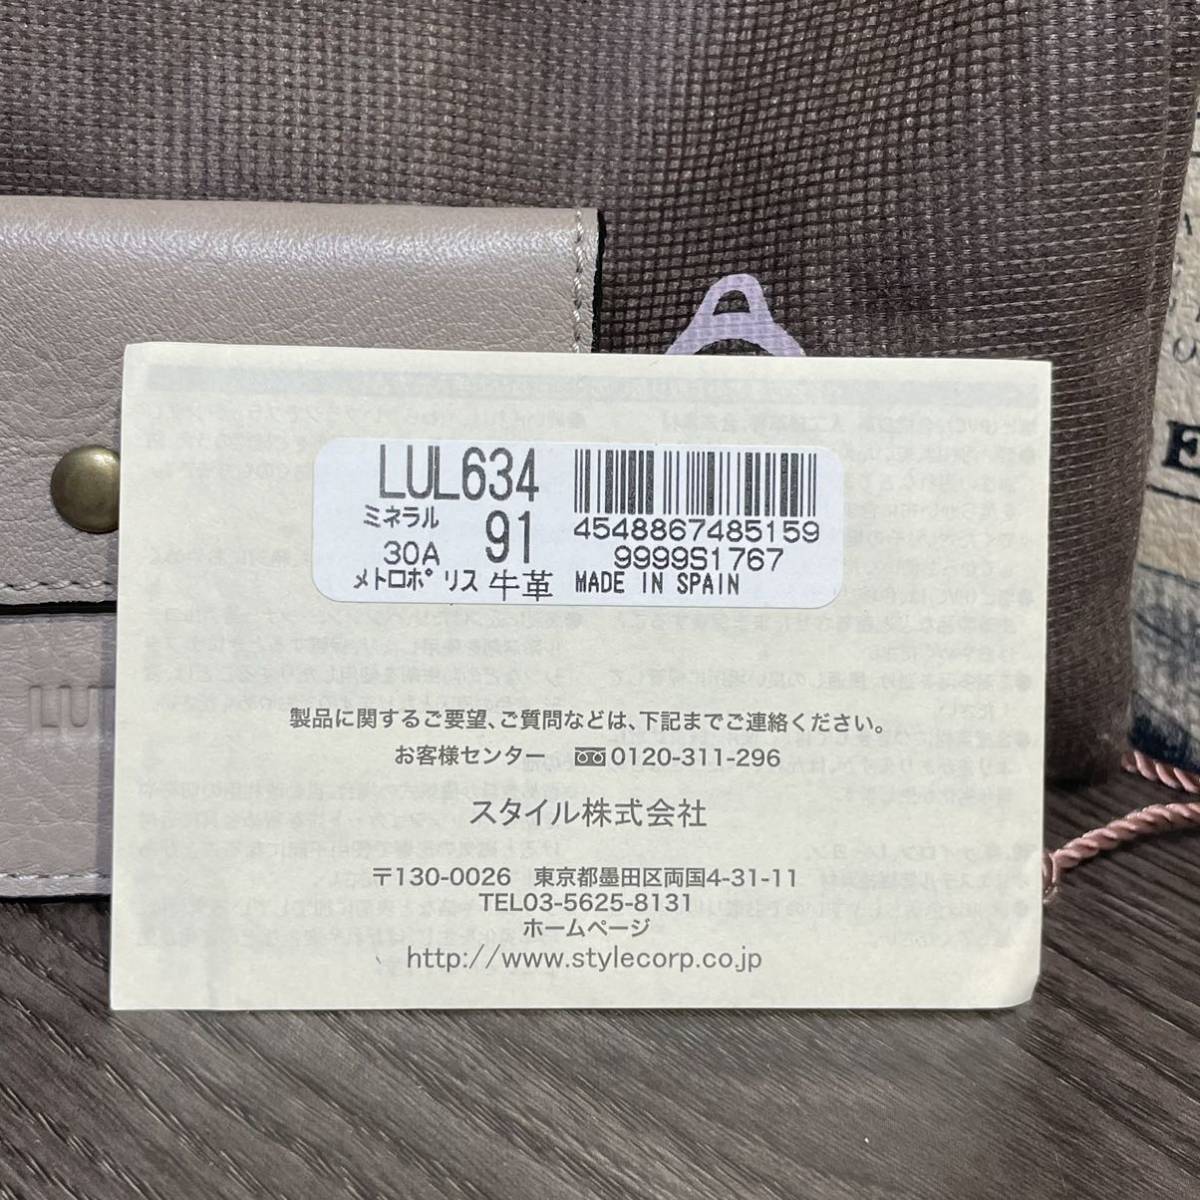 LUL634
ミネラル 91
30A
メトロポリス 牛革
4548867485159
9999S1767
MADE IN SPAIN
製品に関するご要望、ご質問などは、下記までご連絡ください。
お客様センター 0120-311-296
スタイル株式会社
〒130-0026 東京都墨田区両国4-31-11
TEL03-5625-8131
ホームページ
http://www.stylecorp.co.jp
LU
E